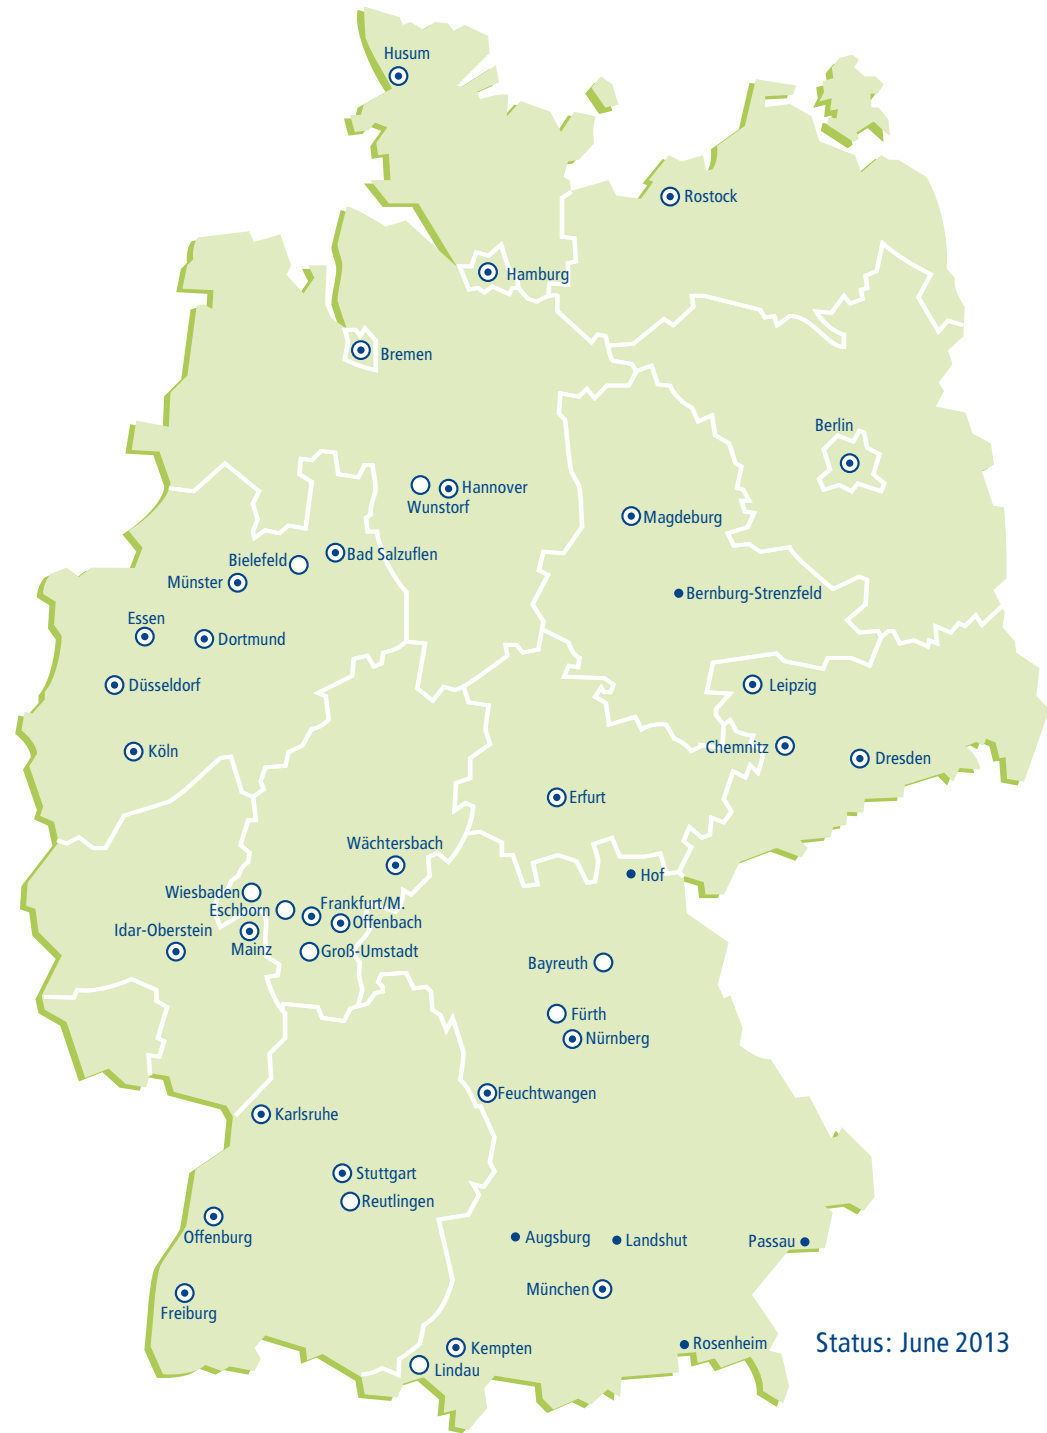 Husum
Rostock
Hamburg
Bremen
Berlin
Hannover
Wunstorf
Magdeburg
Bad Salzuflen
Bielefeld
Münster
Bernburg-Strenzfeld
Essen
Dortmund
Düsseldorf
Leipzig
Köln
Chemnitz
Dresden
Erfurt
Wächtersbach
Hof
Wiesbaden
Frankfurt/M.
Eschborn
Offenbach
Idar-Oberstein
Mainz
Groß-Umstadt
Bayreuth
Fürth
Nürnberg
Feuchtwangen
Karlsruhe
Stuttgart
Reutlingen
Offenburg
Augsburg
Landshut
Passau
München
Freiburg
Kempten
Rosenheim
Status: June 2013
Lindau